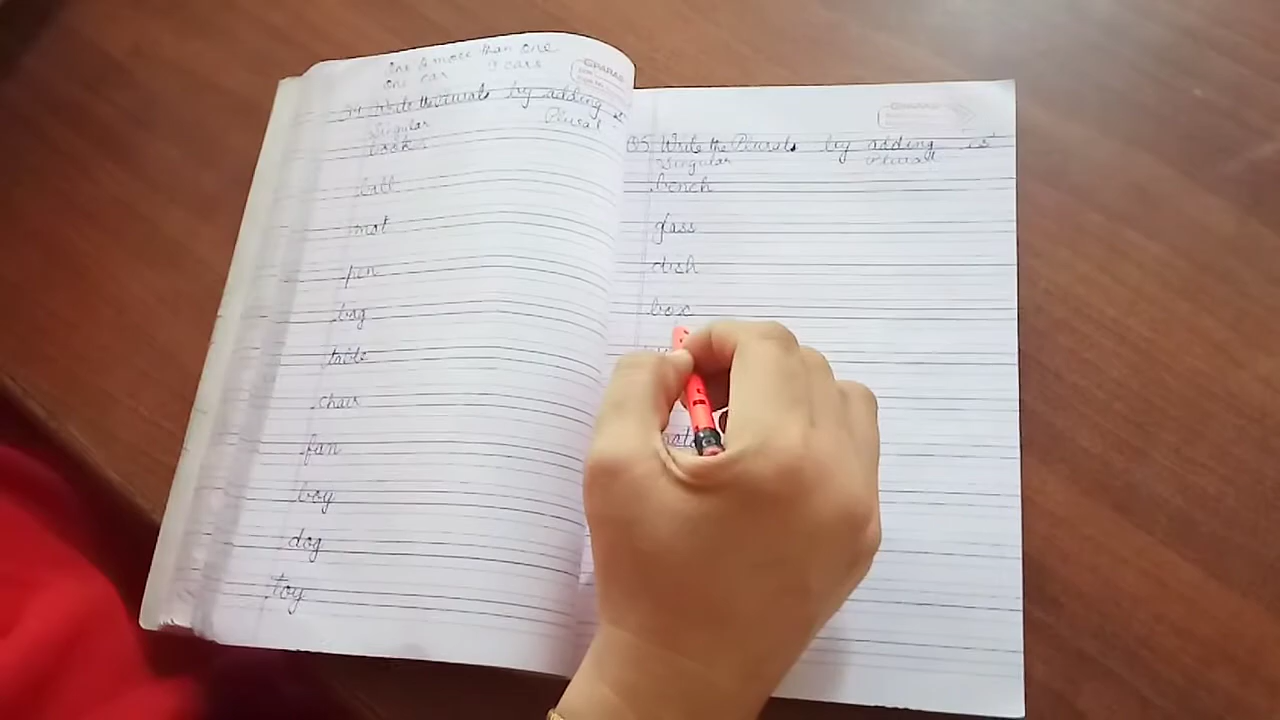 one & more than one
one car 2 cars
Q4 Write the Plurals by adding
Singular Plural
book
ball
mat
pen
bag
table
chair
fan
boy
dog
toy
Q5 Write the Plurals by adding
Singular Plural
bench
glass
dish
box